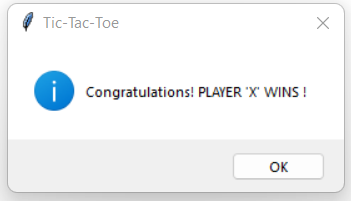 Tic-Tac-Toe
Congratulations! PLAYER 'X' WINS !
OK